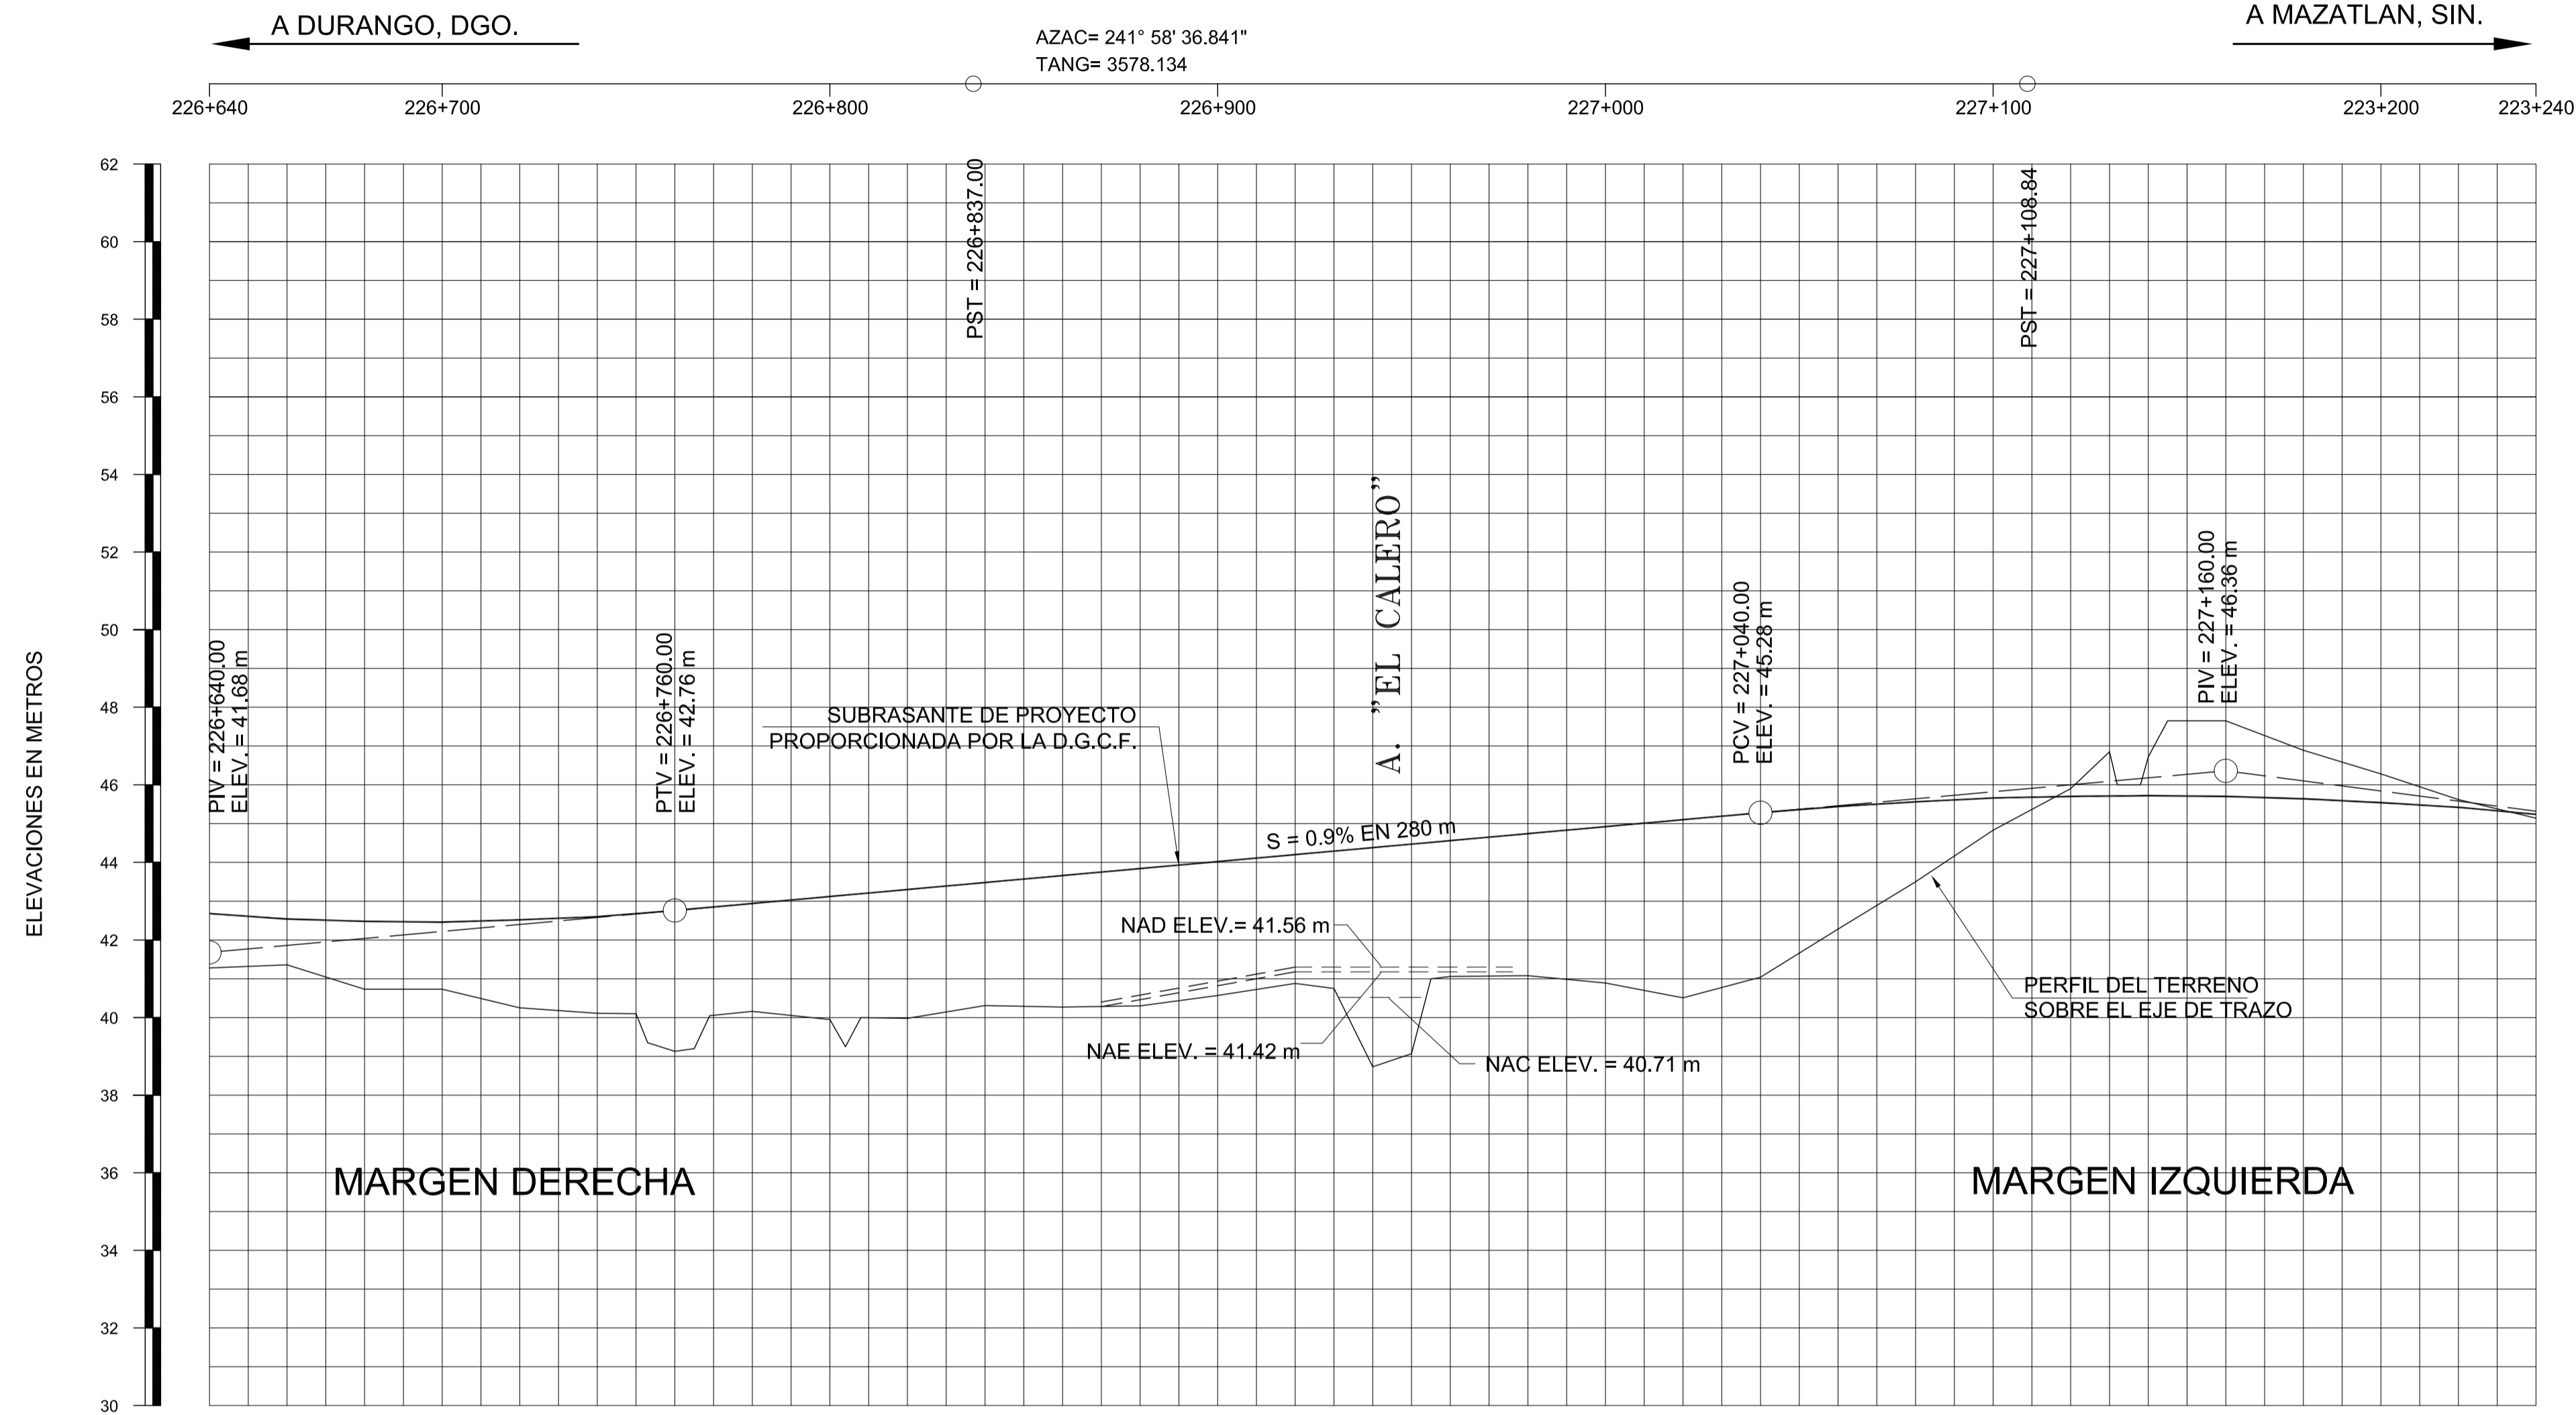 A DURANGO, DGO.
A MAZATLAN, SIN.
AZAC= 241° 58' 36.841"
TANG= 3578.134
226+640
226+700
226+800
226+900
227+000
227+100
223+200
223+240
62
60
58
56
54
52
50
48
46
44
42
40
38
36
34
32
30
ELEVACIONES EN METROS
PST = 226+837.00
PST = 227+108.84
PIV = 226+640.00
ELEV. = 41.68 m
PTV = 226+760.00
ELEV. = 42.76 m
SUBRASANTE DE PROYECTO
PROPORCIONADA POR LA D.G.C.F.
A. "EL CALERO"
PCV = 227+040.00
ELEV. = 45.28 m
PIV = 227+160.00
ELEV. = 46.36 m
S = 0.9% EN 280 m
NAD ELEV.= 41.56 m
NAE ELEV. = 41.42 m
NAC ELEV. = 40.71 m
PERFIL DEL TERRENO
SOBRE EL EJE DE TRAZO
MARGEN DERECHA
MARGEN IZQUIERDA